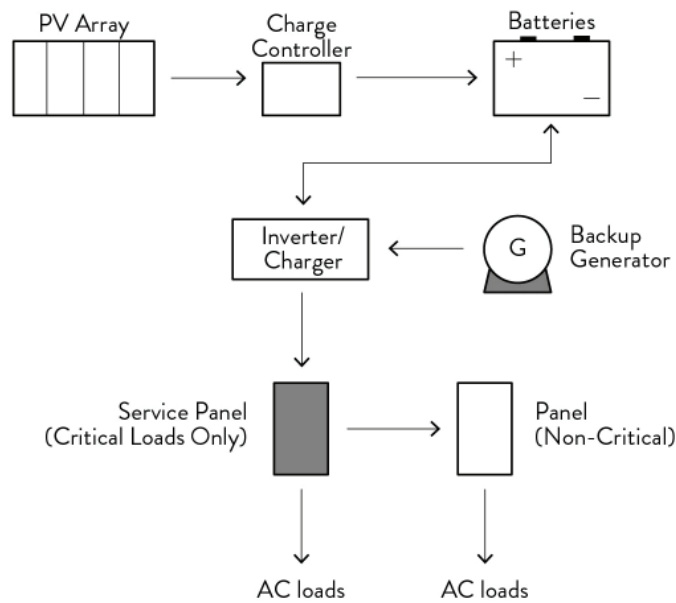 PV Array
Charge
Controller
Batteries
+
−
Inverter/
Charger
G
Backup
Generator
Service Panel
(Critical Loads Only)
Panel
(Non-Critical)
AC loads
AC loads